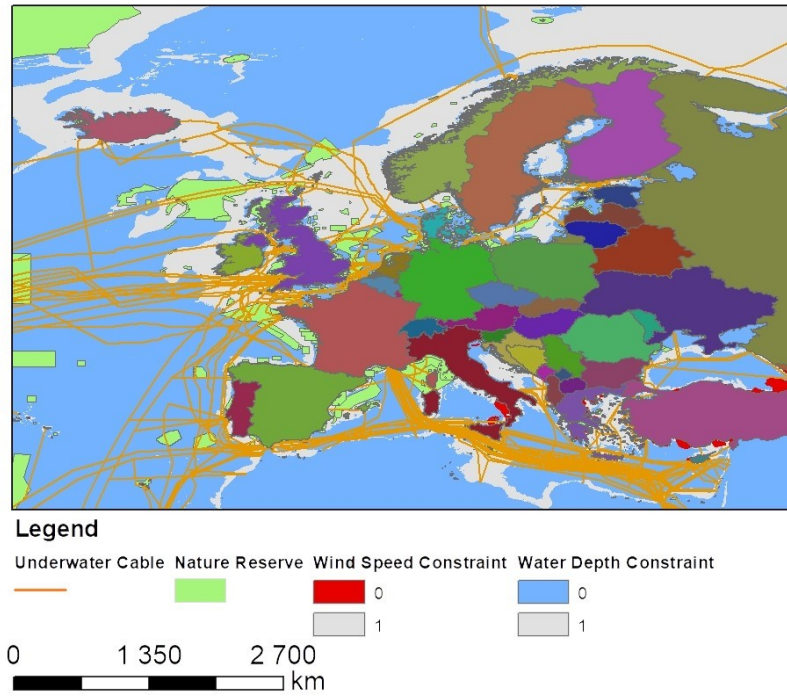 Legend
Underwater Cable Nature Reserve Wind Speed Constraint Water Depth Constraint
0 0
1 1
0 1 350 2 700
km